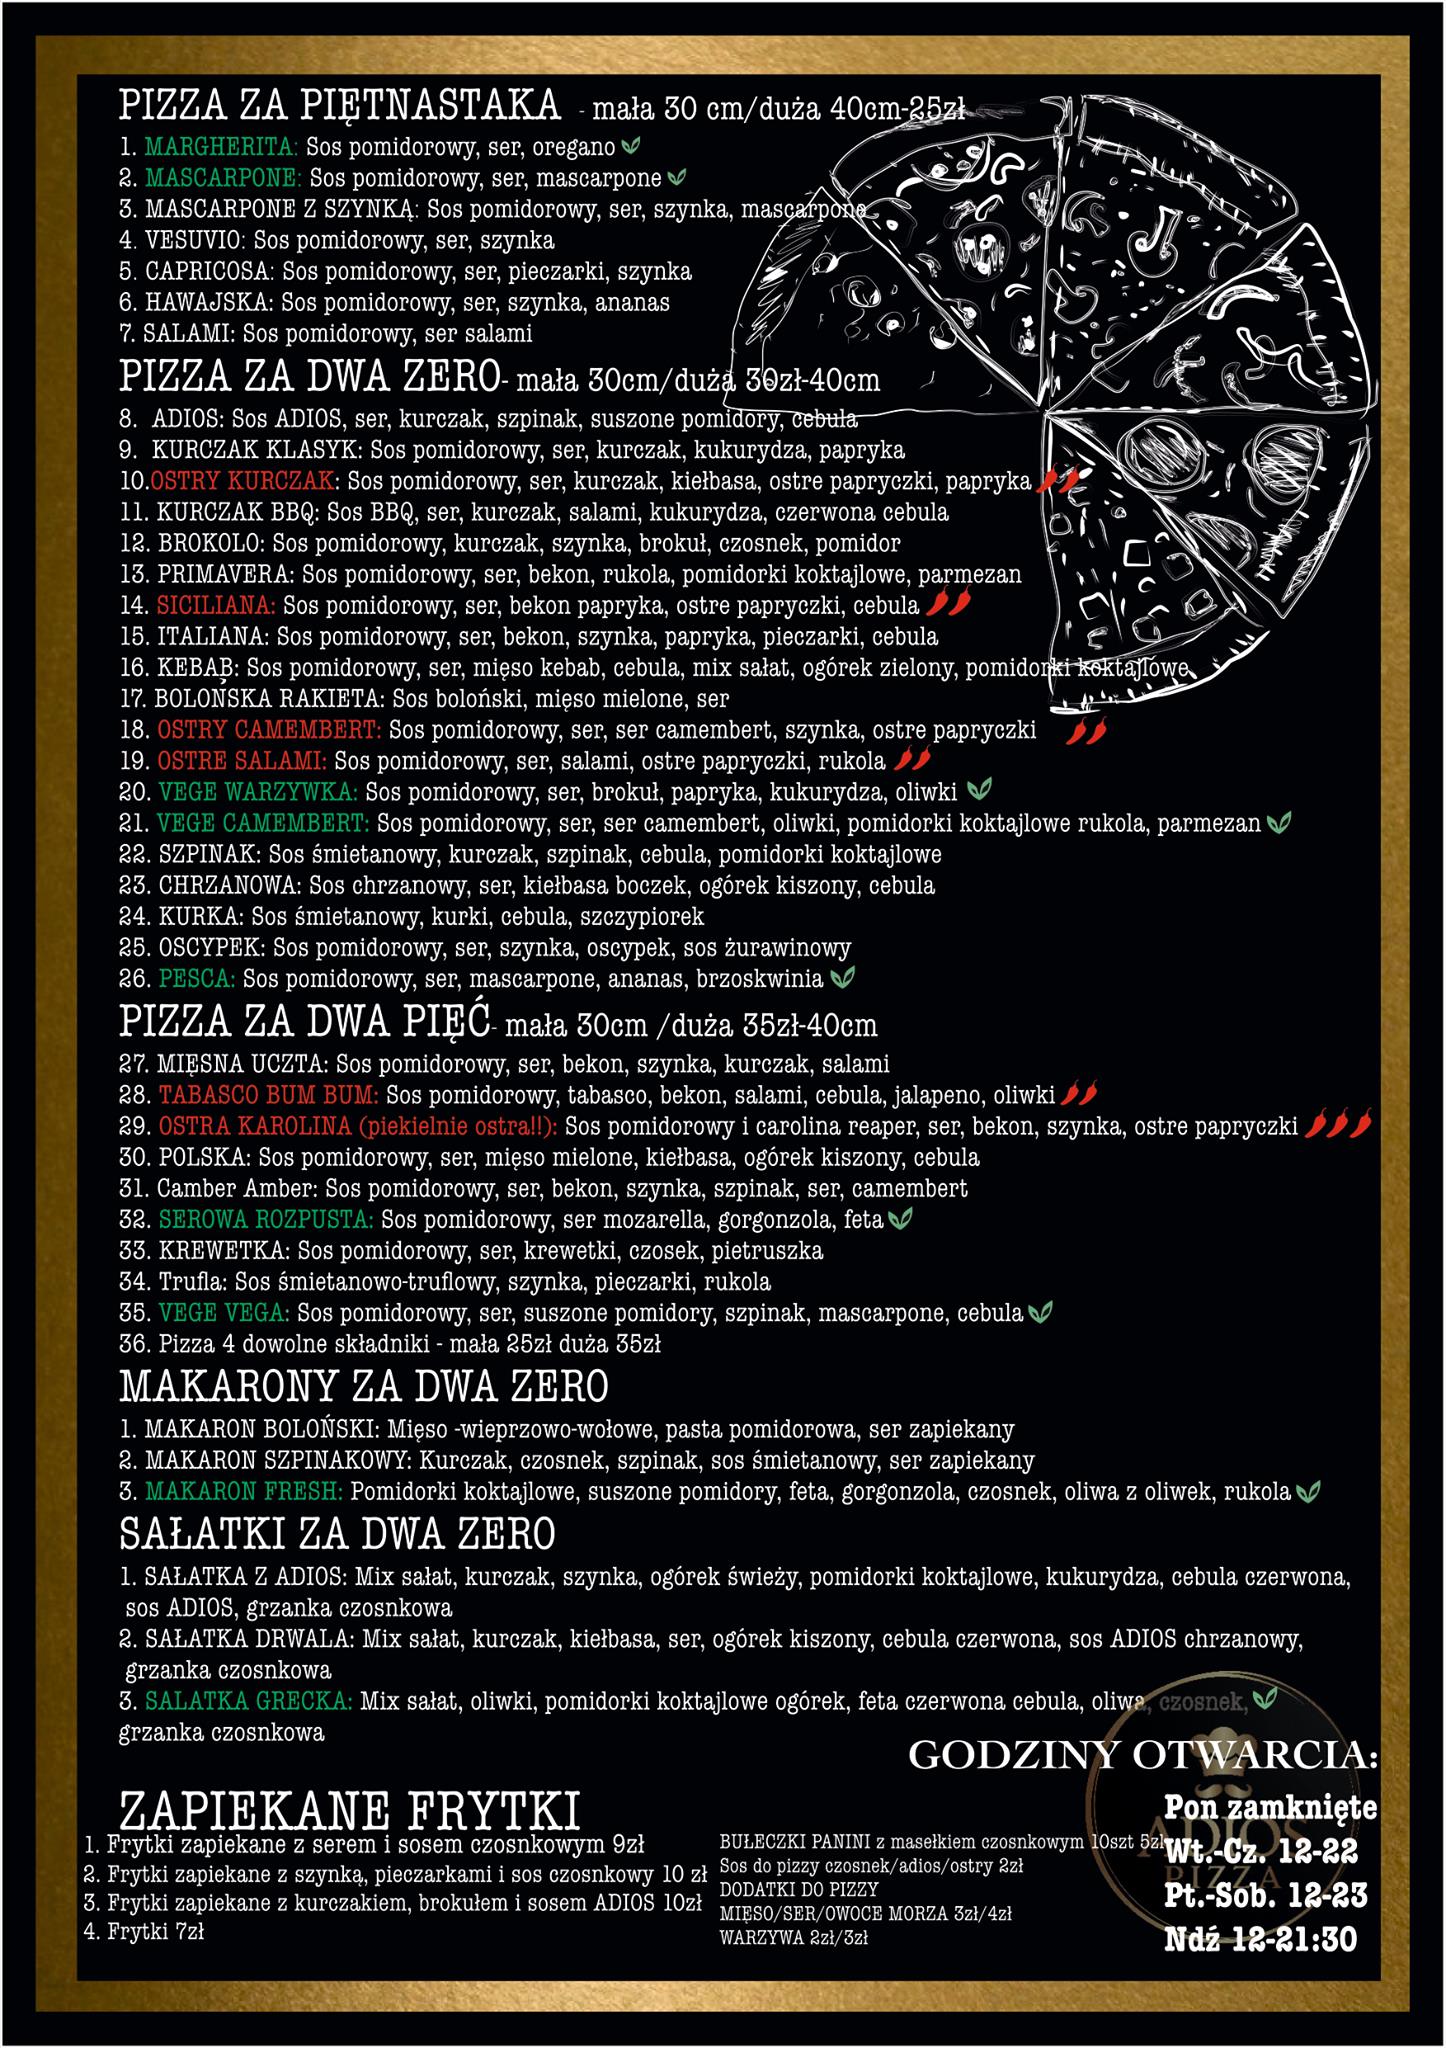 PIZZA ZA PIĘTNASTAKA - mała 30 cm/duża 40cm-25zł
1. MARGHERITA: Sos pomidorowy, ser, oregano
2. MASCARPONE: Sos pomidorowy, ser, mascarpone
3. MASCARPONE Z SZYNKĄ: Sos pomidorowy, ser, szynka, mascarpone
4. VESUVIO: Sos pomidorowy, ser, szynka
5. CAPRICOSA: Sos pomidorowy, ser, pieczarki, szynka
6. HAWAJSKA: Sos pomidorowy, ser, szynka, ananas
7. SALAMI: Sos pomidorowy, ser salami
PIZZA ZA DWA ZERO- mała 30cm/duża 30zł-40cm
8. ADIOS: Sos ADIOS, ser, kurczak, szpinak, suszone pomidory, cebula
9. KURCZAK KLASYK: Sos pomidorowy, ser, kurczak, kukurydza, papryka
10.OSTRY KURCZAK: Sos pomidorowy, ser, kurczak, kiełbasa, ostre papryczki, papryka
11. KURCZAK BBQ: Sos BBQ, ser, kurczak, salami, kukurydza, czerwona cebula
12. BROKOLO: Sos pomidorowy, kurczak, szynka, brokuł, czosnek, pomidor
13. PRIMAVERA: Sos pomidorowy, ser, bekon, rukola, pomidorki koktajlowe, parmezan
14. SICILIANA: Sos pomidorowy, ser, bekon papryka, ostre papryczki, cebula
15. ITALIANA: Sos pomidorowy, ser, bekon, szynka, papryka, pieczarki, cebula
16. KEBAB: Sos pomidorowy, ser, mięso kebab, cebula, mix sałat, ogórek zielony, pomidorki koktajlowe
17. BOLOŃSKA RAKIETA: Sos boloński, mięso mielone, ser
18. OSTRY CAMEMBERT: Sos pomidorowy, ser, ser camembert, szynka, ostre papryczki
19. OSTRE SALAMI: Sos pomidorowy, ser, salami, ostre papryczki, rukola
20. VEGE WARZYWKA: Sos pomidorowy, ser, brokuł, papryka, kukurydza, oliwki
21. VEGE CAMEMBERT: Sos pomidorowy, ser, ser camembert, oliwki, pomidorki koktajlowe rukola, parmezan
22. SZPINAK: Sos śmietanowy, kurczak, szpinak, cebula, pomidorki koktajlowe
23. CHRZANOWA: Sos chrzanowy, ser, kiełbasa boczek, ogórek kiszony, cebula
24. KURKA: Sos śmietanowy, kurki, cebula, szczypiorek
25. OSCYPEK: Sos pomidorowy, ser, szynka, oscypek, sos żurawinowy
26. PESCA: Sos pomidorowy, ser, mascarpone, ananas, brzoskwinia
PIZZA ZA DWA PIĘĆ- mała 30cm /duża 35zł-40cm
27. MIĘSNA UCZTA: Sos pomidorowy, ser, bekon, szynka, kurczak, salami
28. TABASCO BUM BUM: Sos pomidorowy, tabasco, bekon, salami, cebula, jalapeno, oliwki
29. OSTRA KAROLINA (piekielnie ostra!!): Sos pomidorowy i carolina reaper, ser, bekon, szynka, ostre papryczki
30. POLSKA: Sos pomidorowy, ser, mięso mielone, kiełbasa, ogórek kiszony, cebula
31. Camber Amber: Sos pomidorowy, ser, bekon, szynka, szpinak, ser, camembert
32. SEROWA ROZPUSTA: Sos pomidorowy, ser mozarella, gorgonzola, feta
33. KREWETKA: Sos pomidorowy, ser, krewetki, czosek, pietruszka
34. Trufla: Sos śmietanowo-truflowy, szynka, pieczarki, rukola
35. VEGE VEGA: Sos pomidorowy, ser, suszone pomidory, szpinak, mascarpone, cebula
36. Pizza 4 dowolne składniki - mała 25zł duża 35zł
MAKARONY ZA DWA ZERO
1. MAKARON BOLOŃSKI: Mięso -wieprzowo-wołowe, pasta pomidorowa, ser zapiekany
2. MAKARON SZPINAKOWY: Kurczak, czosnek, szpinak, sos śmietanowy, ser zapiekany
3. MAKARON FRESH: Pomidorki koktajlowe, suszone pomidory, feta, gorgonzola, czosnek, oliwa z oliwek, rukola
SAŁATKI ZA DWA ZERO
1. SAŁATKA Z ADIOS: Mix sałat, kurczak, szynka, ogórek świeży, pomidorki koktajlowe, kukurydza, cebula czerwona,
sos ADIOS, grzanka czosnkowa
2. SAŁATKA DRWALA: Mix sałat, kurczak, kiełbasa, ser, ogórek kiszony, cebula czerwona, sos ADIOS chrzanowy,
grzanka czosnkowa
3. SALATKA GRECKA: Mix sałat, oliwki, pomidorki koktajlowe ogórek, feta czerwona cebula, oliwa, czosnek,
grzanka czosnkowa
ZAPIEKANE FRYTKI
1. Frytki zapiekane z serem i sosem czosnkowym 9zł
2. Frytki zapiekane z szynką, pieczarkami i sos czosnkowy 10 zł
3. Frytki zapiekane z kurczakiem, brokułem i sosem ADIOS 10zł
4. Frytki 7zł
BUŁECZKI PANINI z masełkiem czosnkowym 10szt 5zł
Sos do pizzy czosnek/adios/ostry 2zł
DODATKI DO PIZZY
MIĘSO/SER/OWOCE MORZA 3zł/4zł
WARZYWA 2zł/3zł
GODZINY OTWARCIA:
Pon zamknięte
Wt.-Cz. 12-22
Pt.-Sob. 12-23
Ndź 12-21:30
ADIOS
PIZZA